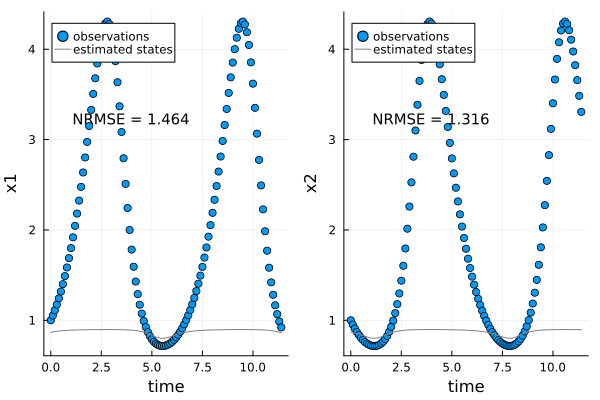 observations
estimated states
NRMSE = 1.464
x1
4
3
2
1
0.0 2.5 5.0 7.5 10.0
time
observations
estimated states
NRMSE = 1.316
x2
4
3
2
1
0.0 2.5 5.0 7.5 10.0
time